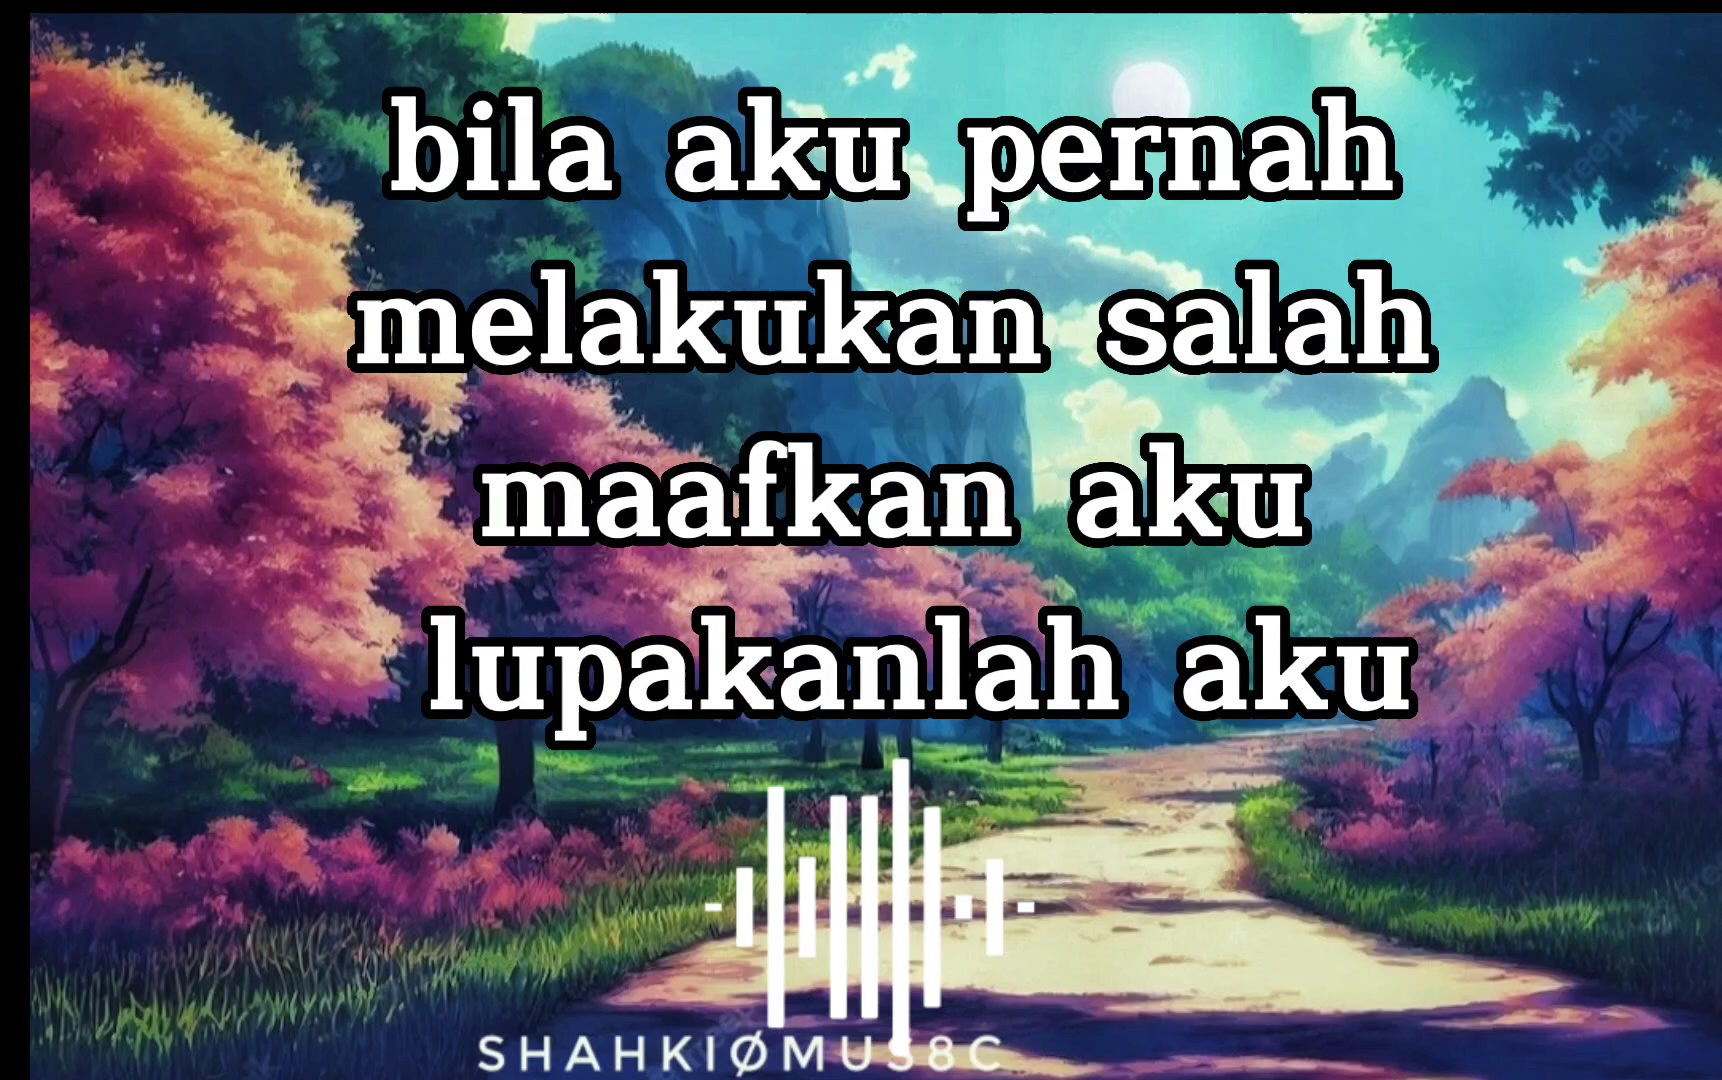 bila aku pernah
melakukan salah
maafkan aku
lupakanlah aku
SHAHKIØMUS8C